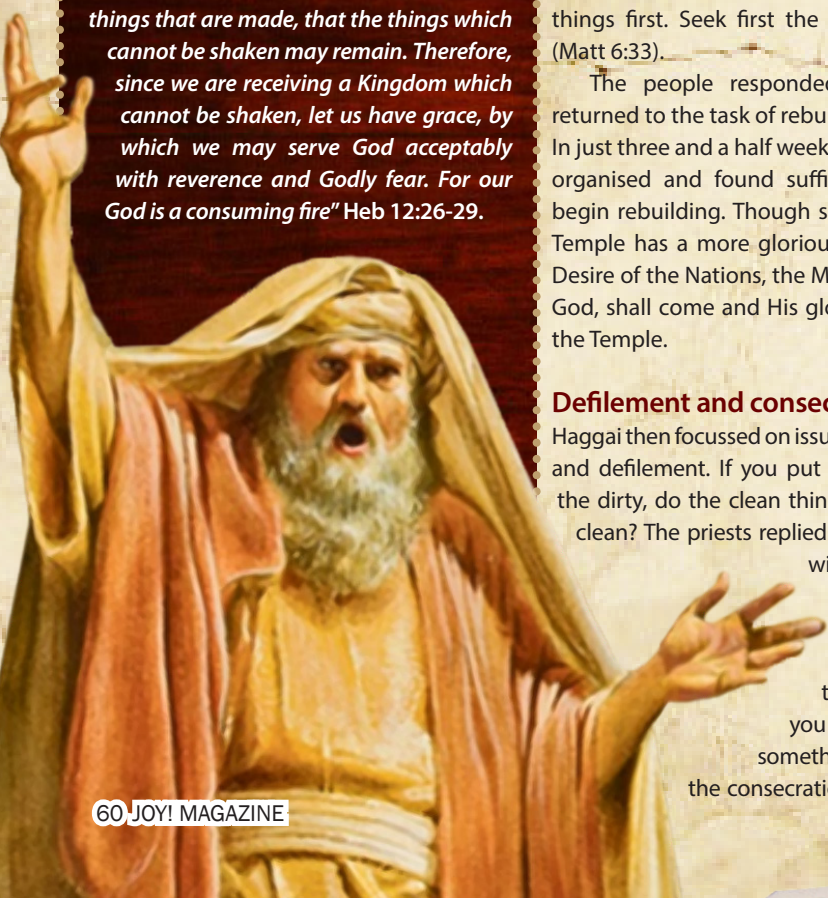 things that are made, that the things which
cannot be shaken may remain. Therefore,
since we are receiving a Kingdom which
cannot be shaken, let us have grace, by
which we may serve God acceptably
with reverence and Godly fear. For our
God is a consuming fire" Heb 12:26-29.
things first. Seek first the
(Matt 6:33).
The people responded
returned to the task of rebu
In just three and a half week
organised and found suffi
begin rebuilding. Though s
Temple has a more gloriou
Desire of the Nations, the M
God, shall come and His glo
the Temple.
Defilement and consec
Haggai then focussed on issu
and defilement. If you put
the dirty, do the clean thin
clean? The priests replied
wi
t
you
someth
the consecrati
60 JOY! MAGAZINE